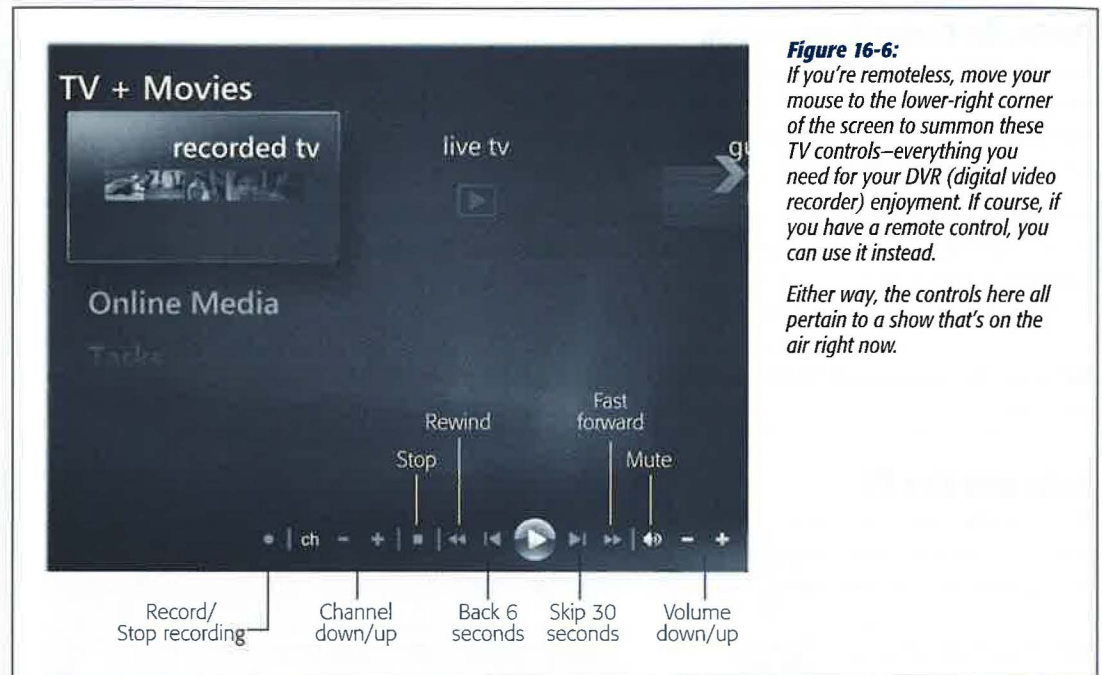 TV + Movies
recorded tv
live tv
gu
Online Media
Tasks
Rewind
Fast
forward
Stop
Mute
ch
Record/
Stop recording
Channel
down/up
Back 6
seconds
Skip 30
seconds
Volume
down/up
Figure 16-6:
If you're remoteless, move your
mouse to the lower-right corner
of the screen to summon these
TV controls—everything you
need for your DVR (digital video
recorder) enjoyment. If course, if
you have a remote control, you
can use it instead.
Either way, the controls here all
pertain to a show that's on the
air right now.